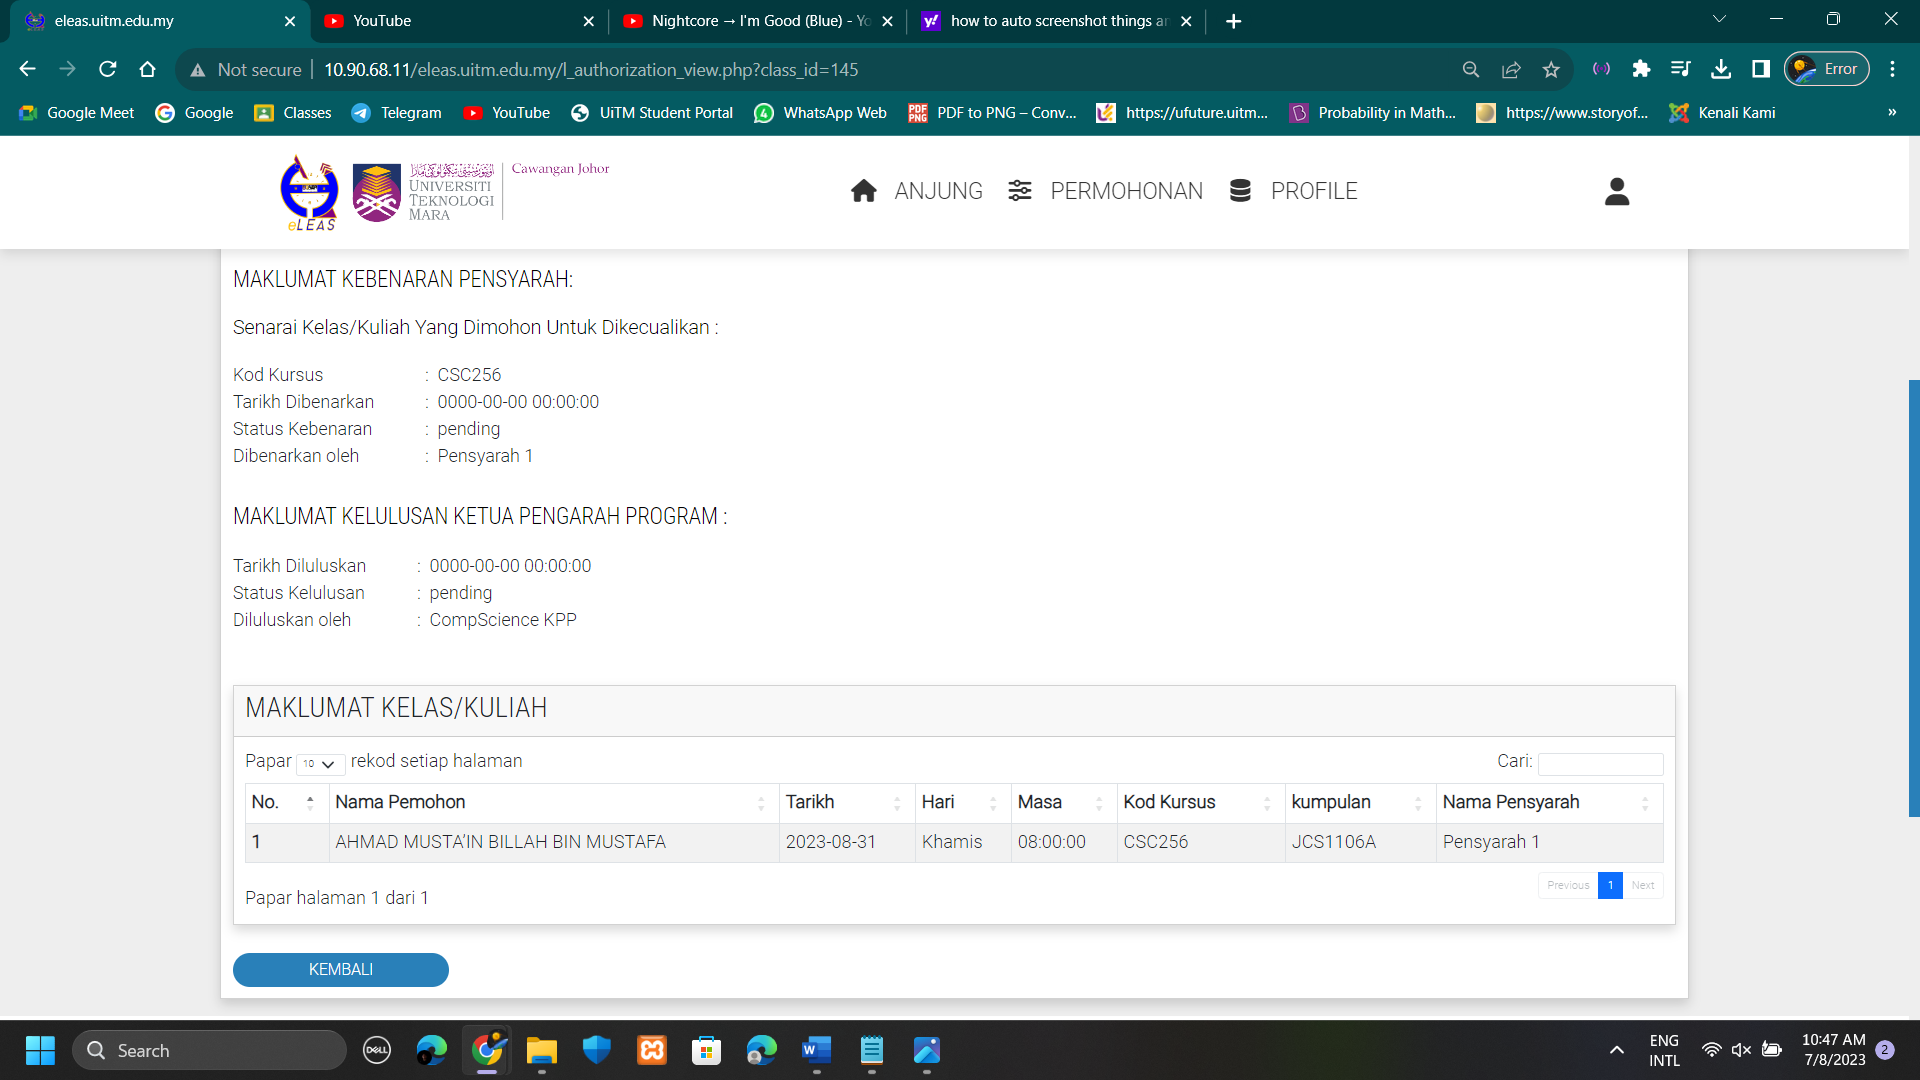 eleas.uitm.edu.my
YouTube
Nightcore → I'm Good (Blue) - Yo
how to auto screenshot things an
Not secure
10.90.68.11/eleas.uitm.edu.my/l_authorization_view.php?class_id=145
Error
Google Meet
Google
Classes
Telegram
YouTube
UiTM Student Portal
WhatsApp Web
PDF to PNG – Conv...
https://ufuture.uitm...
Probability in Math...
https://www.storyof...
Kenali Kami
»
eLEAS
UNIVERSITI
TEKNOLOGI
MARA
Cawangan Johor
ANJUNG
PERMOHONAN
PROFILE
MAKLUMAT KEBENARAN PENSYARAH:
Senarai Kelas/Kuliah Yang Dimohon Untuk Dikecualikan :
Kod Kursus : CSC256
Tarikh Dibenarkan : 0000-00-00 00:00:00
Status Kebenaran : pending
Dibenarkan oleh : Pensyarah 1
MAKLUMAT KELULUSAN KETUA PENGARAH PROGRAM :
Tarikh Diluluskan : 0000-00-00 00:00:00
Status Kelulusan : pending
Diluluskan oleh : CompScience KPP
MAKLUMAT KELAS/KULIAH
Papar 10 rekod setiap halaman
Cari:
No. Nama Pemohon Tarikh Hari Masa Kod Kursus kumpulan Nama Pensyarah
1 AHMAD MUSTA'IN BILLAH BIN MUSTAFA 2023-08-31 Khamis 08:00:00 CSC256 JCS1106A Pensyarah 1
Papar halaman 1 dari 1
Previous 1 Next
KEMBALI
Search
DELL
ENG
INTL
10:47 AM
7/8/2023
2